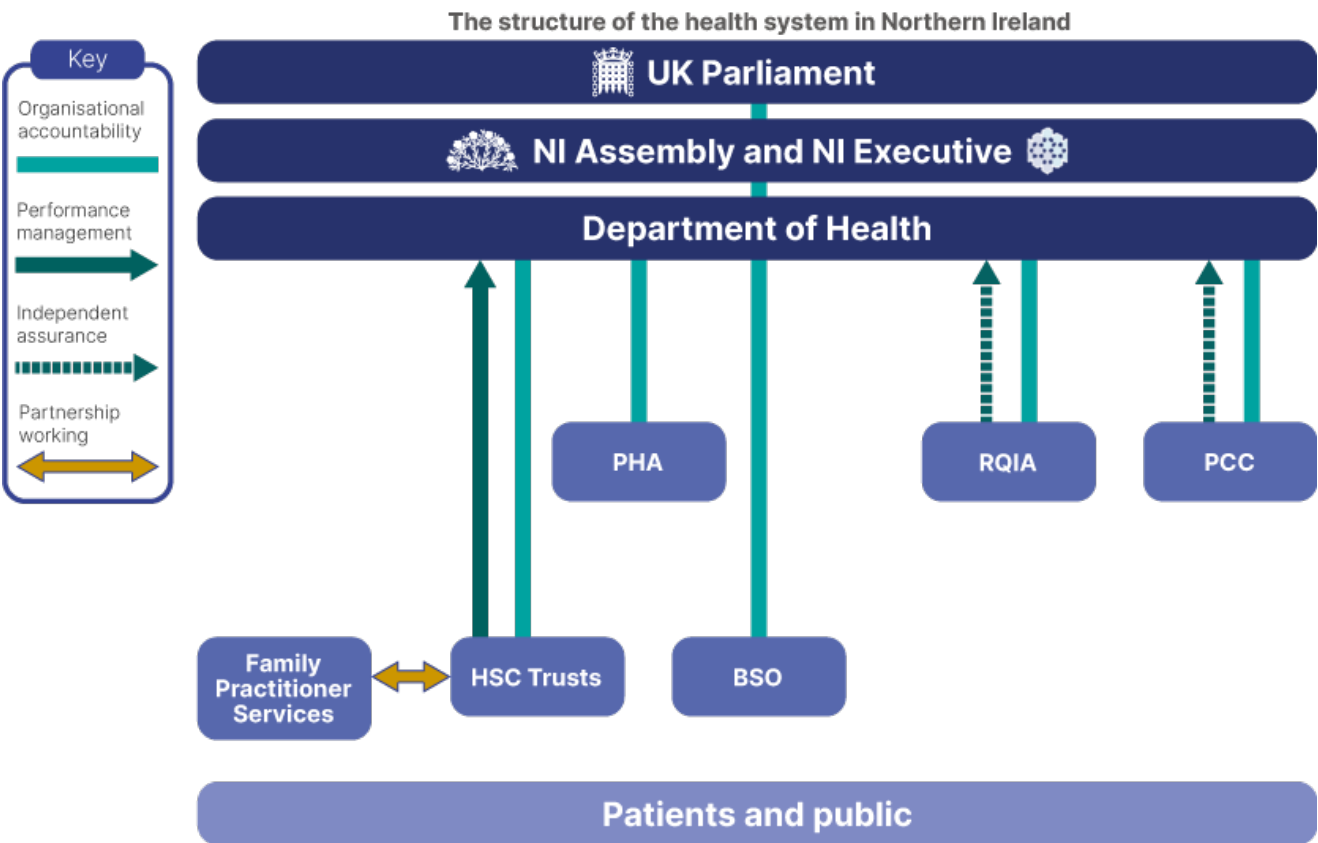 The structure of the health system in Northern Ireland
Key
Organisational
accountability
Performance
management
Independent
assurance
Partnership
working
UK Parliament
NI Assembly and NI Executive
Department of Health
PHA
RQIA
PCC
Family
Practitioner
Services
HSC Trusts
BSO
Patients and public